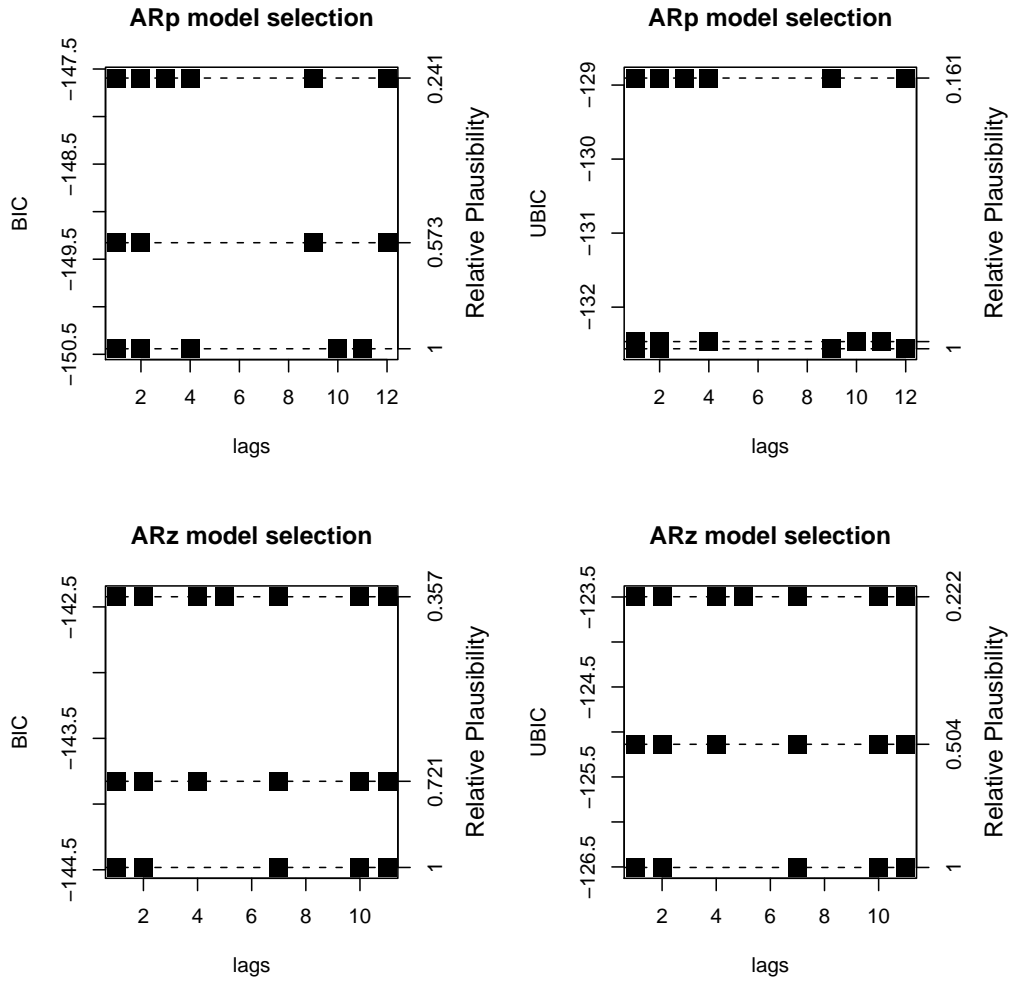 ARp model selection
BIC
−147.5
−148.5
−149.5
−150.5
0.241
0.573
1
Relative Plausibility
2 4 6 8 10 12
lags
ARp model selection
UBIC
−129
−130
−131
−132
0.161
1
Relative Plausibility
2 4 6 8 10 12
lags
ARz model selection
BIC
−142.5
−143.5
−144.5
0.357
0.721
1
Relative Plausibility
2 4 6 8 10
lags
ARz model selection
UBIC
−123.5
−124.5
−125.5
−126.5
0.222
0.504
1
Relative Plausibility
2 4 6 8 10
lags